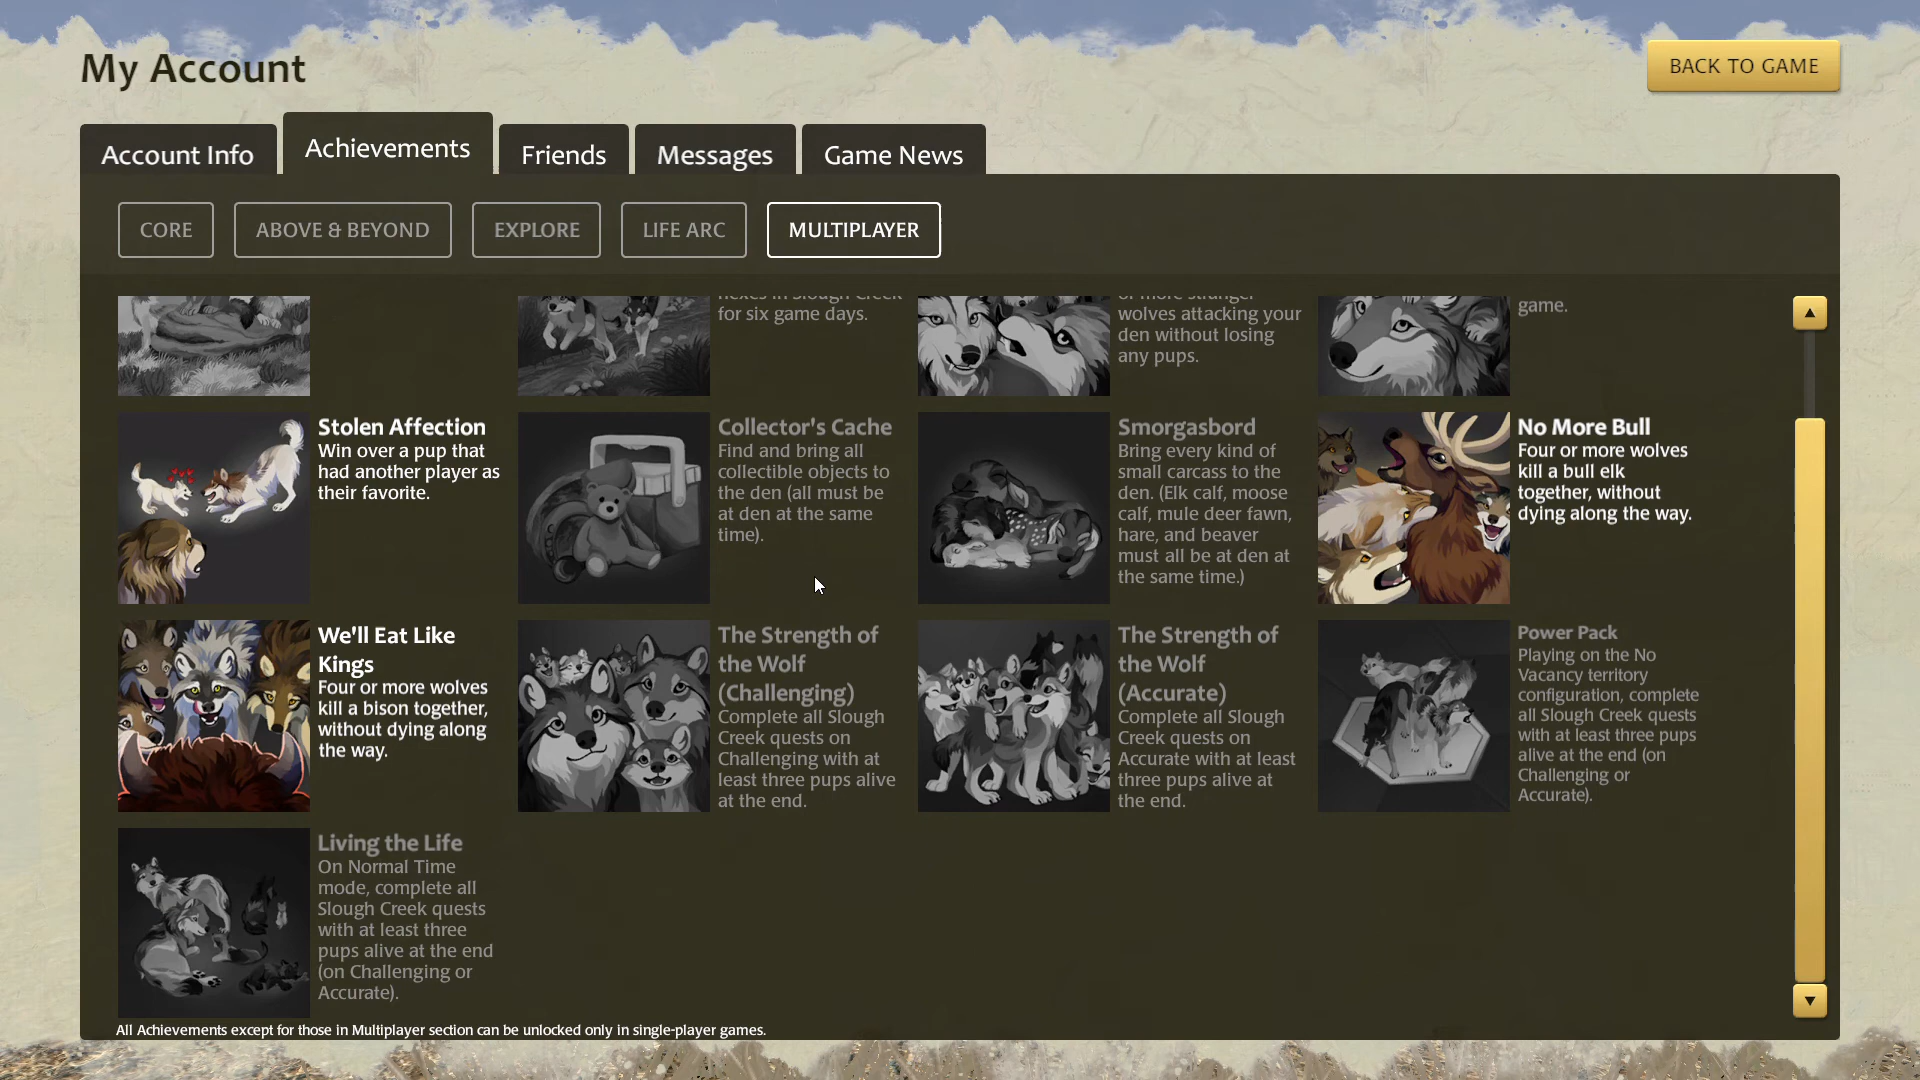 My Account
BACK TO GAME
Account Info
Achievements
Friends
Messages
Game News
CORE
ABOVE & BEYOND
EXPLORE
LIFE ARC
MULTIPLAYER
hexes in Slough Creek
for six game days.
or more stranger
wolves attacking your
den without losing
any pups.
game.
Stolen Affection
Win over a pup that
had another player as
their favorite.
Collector's Cache
Find and bring all
collectible objects to
the den (all must be
at den at the same
time).
Smorgasbord
Bring every kind of
small carcass to the
den. (Elk calf, moose
calf, mule deer fawn,
hare, and beaver
must all be at den at
the same time.)
No More Bull
Four or more wolves
kill a bull elk
together, without
dying along the way.
We'll Eat Like
Kings
Four or more wolves
kill a bison together,
without dying along
the way.
The Strength of
the Wolf
(Challenging)
Complete all Slough
Creek quests on
Challenging with at
least three pups alive
at the end.
The Strength of
the Wolf
(Accurate)
Complete all Slough
Creek quests on
Accurate with at least
three pups alive at
the end.
Power Pack
Playing on the No
Vacancy territory
configuration, complete
all Slough Creek quests
with at least three pups
alive at the end (on
Challenging or
Accurate).
Living the Life
On Normal Time
mode, complete all
Slough Creek quests
with at least three
pups alive at the end
(on Challenging or
Accurate).
All Achievements except for those in Multiplayer section can be unlocked only in single-player games.